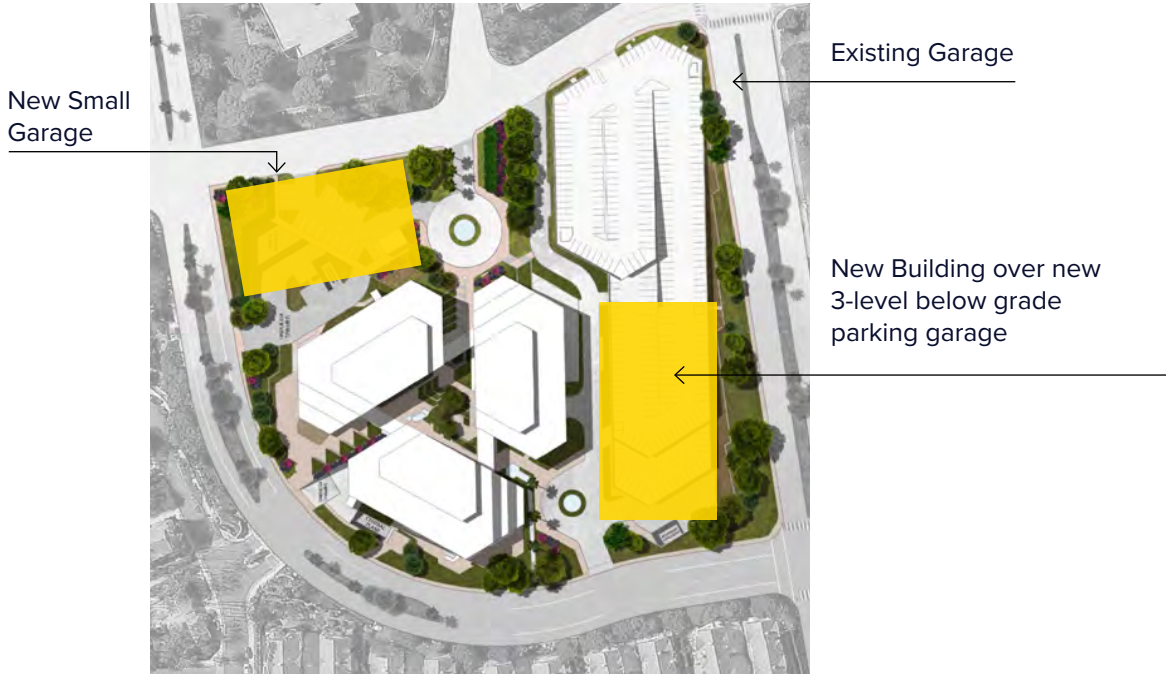 Existing Garage
New Small
Garage
New Building over new
3-level below grade
parking garage